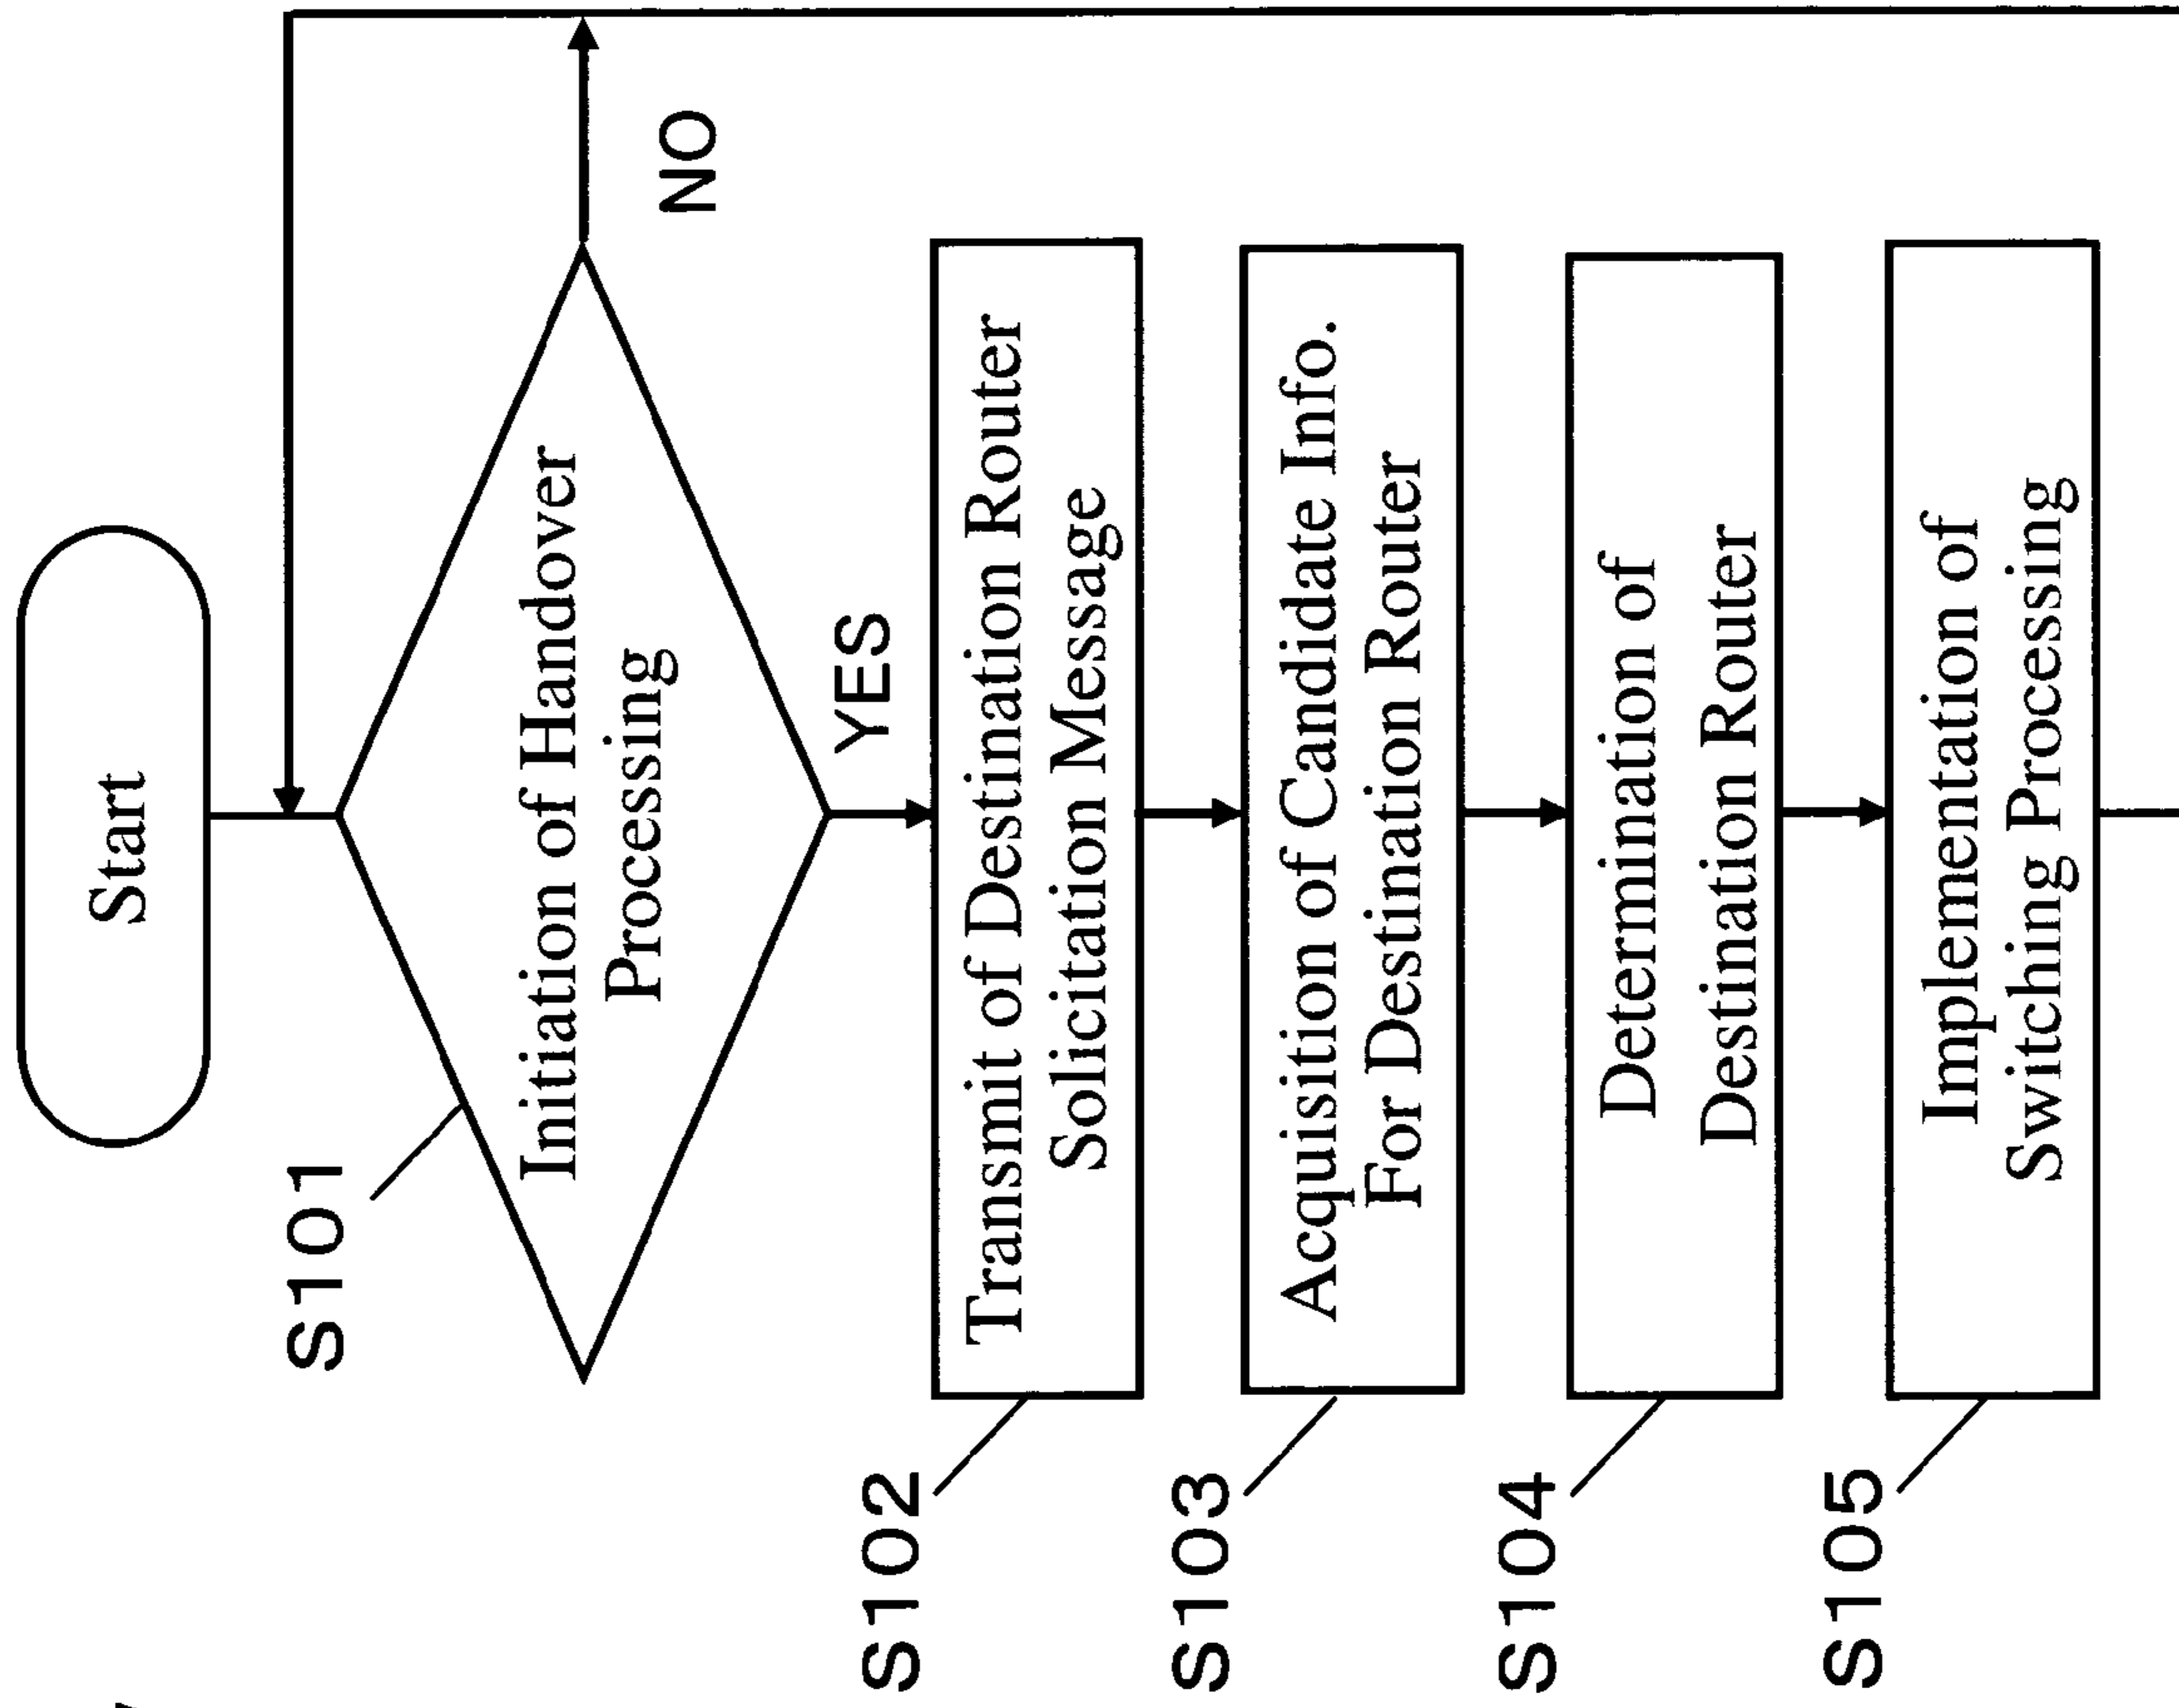 Start
S101
Initiation of Handover
Processing
NO
YES
S102
Transmit of Destination Router
Solicitation Message
S103
Acquisition of Candidate Info.
For Destination Router
S104
Determination of
Destination Router
S105
Implementation of
Switching Processing